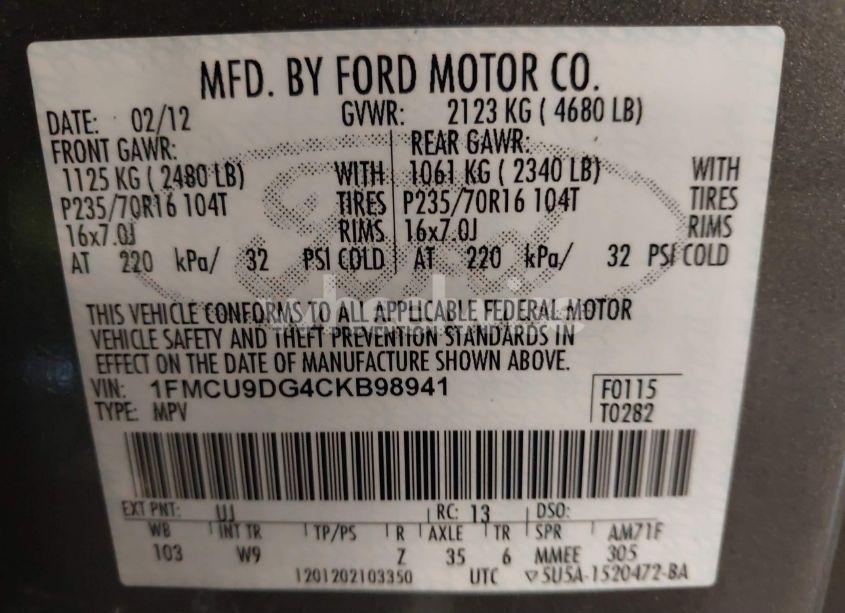 MFD. BY FORD MOTOR CO.
DATE: 02/12 GVWR: 2123 KG ( 4680 LB)
FRONT GAWR: REAR GAWR:
1125 KG ( 2480 LB) WITH 1061 KG ( 2340 LB) WITH
P235/70R16 104T TIRES P235/70R16 104T TIRES
16x7.0J RIMS 16x7.0J RIMS
AT 220 kPa/ 32 PSI COLD AT 220 kPa/ 32 PSI COLD
THIS VEHICLE CONFORMS TO ALL APPLICABLE FEDERAL MOTOR
VEHICLE SAFETY AND THEFT PREVENTION STANDARDS IN
EFFECT ON THE DATE OF MANUFACTURE SHOWN ABOVE.
VIN: 1FMCU9DG4CKB98941 F0115
TYPE: MPV T0282
EXT PNT: UJ RC: 13 DSO:
WB INT TR TP/PS R AXLE TR SPR AM71F
103 W9 Z 35 6 MMEE 305
1201202103350 UTC ▽5U5A-1520472-BA